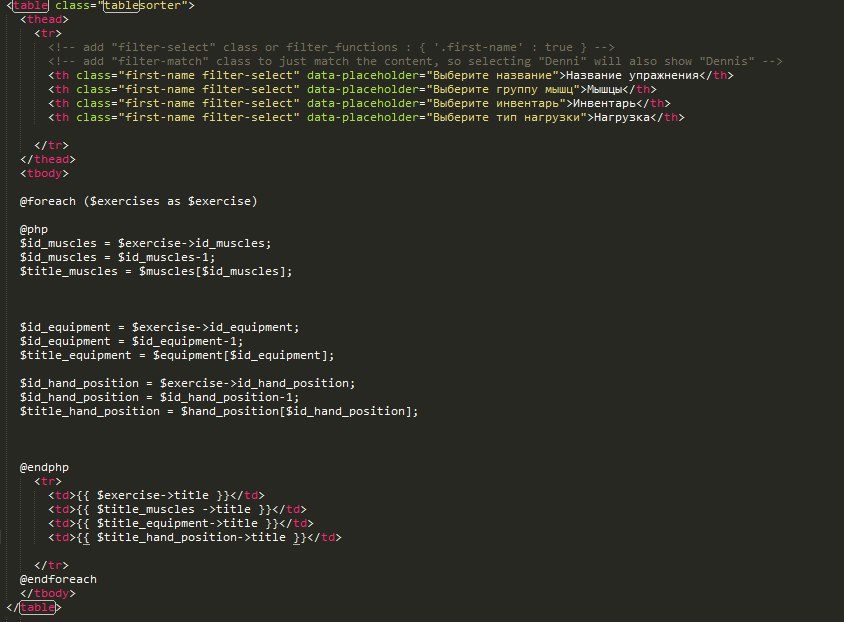 <table class="tablesorter">
<thead>
<tr>
<!-- add "filter-select" class or filter_functions : { '.first-name' : true } -->
<!-- add "filter-match" class to just match the content, so selecting "Denni" will also show "Dennis" -->
<th class="first-name filter-select" data-placeholder="Выберите название">Название упражнения</th>
<th class="first-name filter-select" data-placeholder="Выберите группу мышц">Мышцы</th>
<th class="first-name filter-select" data-placeholder="Выберите инвентарь">Инвентарь</th>
<th class="first-name filter-select" data-placeholder="Выберите тип нагрузки">Нагрузка</th>
</tr>
</thead>
<tbody>
@foreach ($exercises as $exercise)
@php
$id_muscles = $exercise->id_muscles;
$id_muscles = $id_muscles-1;
$title_muscles = $muscles[$id_muscles];
$id_equipment = $exercise->id_equipment;
$id_equipment = $id_equipment-1;
$title_equipment = $equipment[$id_equipment];
$id_hand_position = $exercise->id_hand_position;
$id_hand_position = $id_hand_position-1;
$title_hand_position = $hand_position[$id_hand_position];
@endphp
<tr>
<td>{{ $exercise->title }}</td>
<td>{{ $title_muscles ->title }}</td>
<td>{{ $title_equipment->title }}</td>
<td>{{ $title_hand_position->title }}</td>
</tr>
@endforeach
</tbody>
</table>